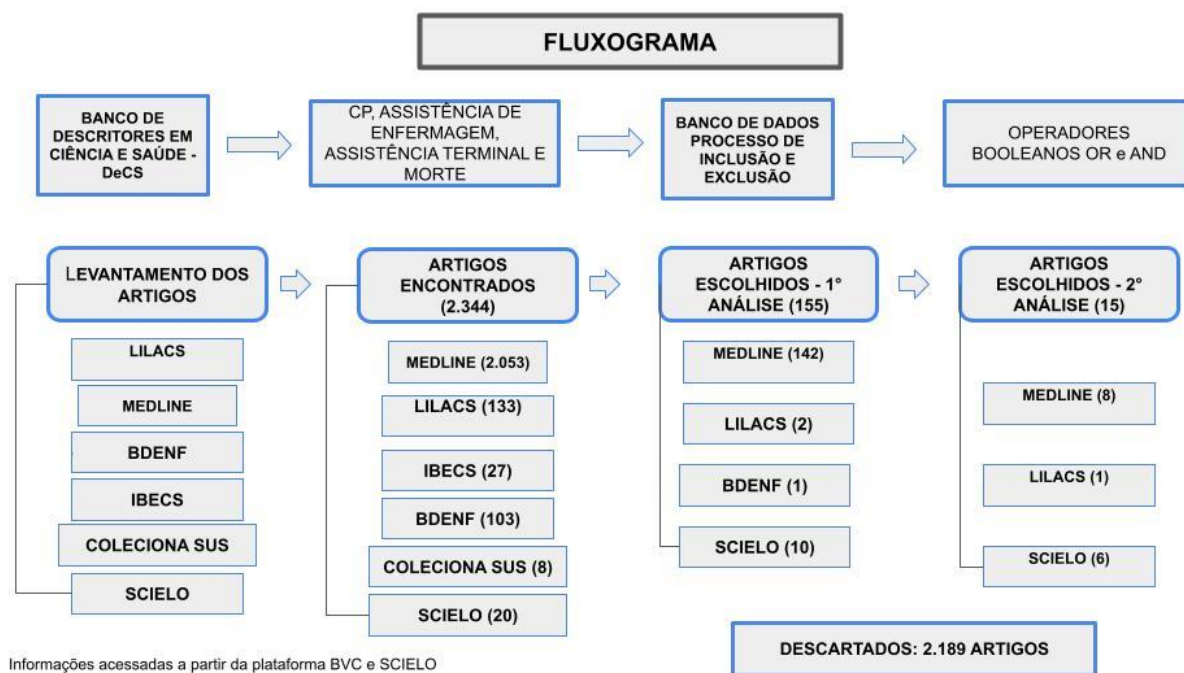 FLUXOGRAMA
BANCO DE
DESCRITORES EM
CIÊNCIA E SAÚDE -
DeCS
CP, ASSISTÊNCIA DE
ENFERMAGEM,
ASSISTÊNCIA TERMINAL E
MORTE
BANCO DE DADOS
PROCESSO DE
INCLUSÃO E
EXCLUSÃO
OPERADORES
BOOLEANOS OR e AND
LEVANTAMENTO DOS
ARTIGOS
LILACS
MEDLINE
BDENF
IBECS
COLECIONA SUS
SCIELO
ARTIGOS
ENCONTRADOS
(2.344)
MEDLINE (2.053)
LILACS (133)
IBECS (27)
BDENF (103)
COLECIONA SUS (8)
SCIELO (20)
ARTIGOS
ESCOLHIDOS - 1°
ANÁLISE (155)
MEDLINE (142)
LILACS (2)
BDENF (1)
SCIELO (10)
ARTIGOS
ESCOLHIDOS - 2°
ANÁLISE (15)
MEDLINE (8)
LILACS (1)
SCIELO (6)
DESCARTADOS: 2.189 ARTIGOS
Informações acessadas a partir da plataforma BVC e SCIELO